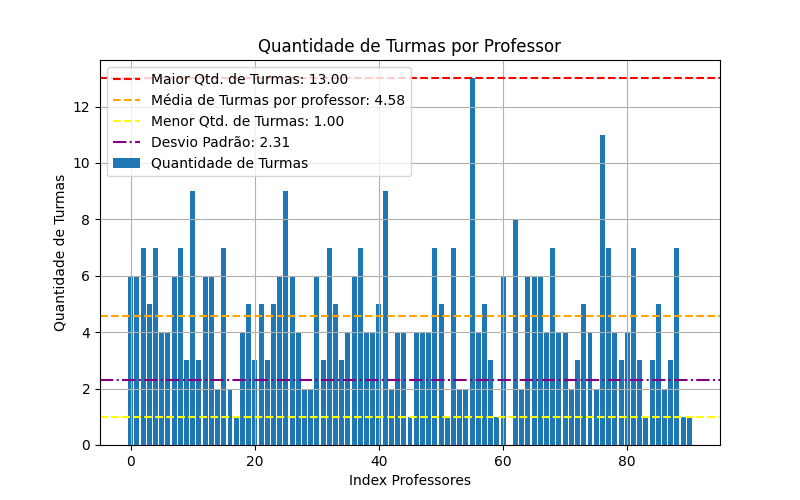 Quantidade de Turmas por Professor
Maior Qtd. de Turmas: 13.00
Média de Turmas por professor: 4.58
Menor Qtd. de Turmas: 1.00
Desvio Padrão: 2.31
Quantidade de Turmas
Quantidade de Turmas
12
10
8
6
4
2
0
0 20 40 60 80
Index Professores